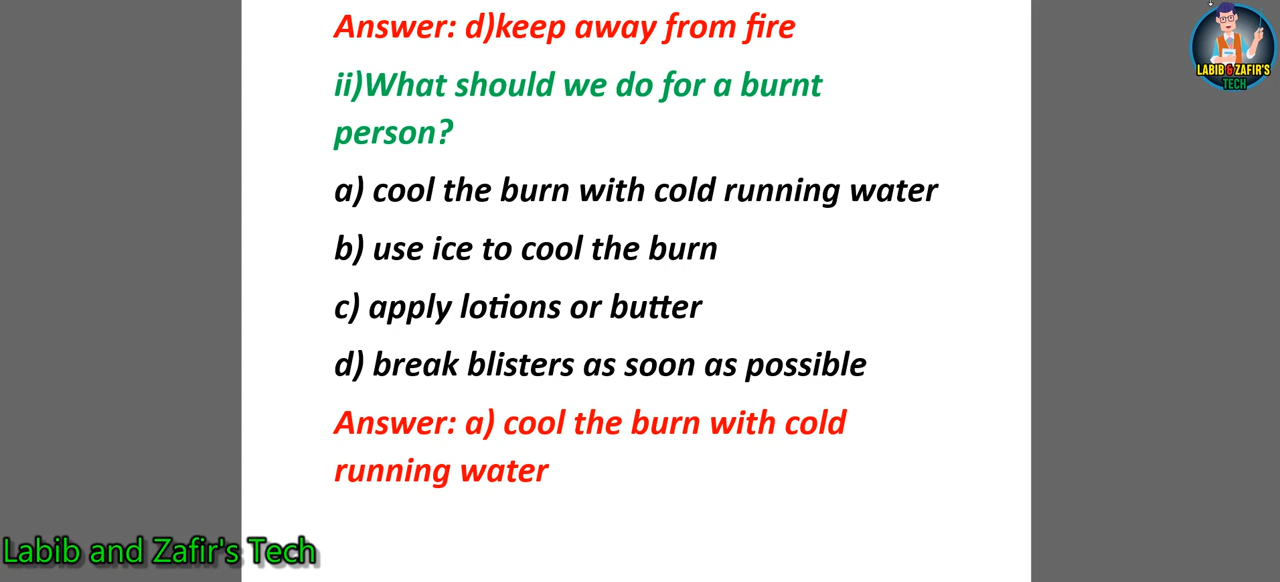 Answer: d)keep away from fire
ii)What should we do for a burnt
person?
a) cool the burn with cold running water
b) use ice to cool the burn
c) apply lotions or butter
d) break blisters as soon as possible
Answer: a) cool the burn with cold
running water
LABIB & ZAFIR'S
TECH
Labib and Zafir's Tech